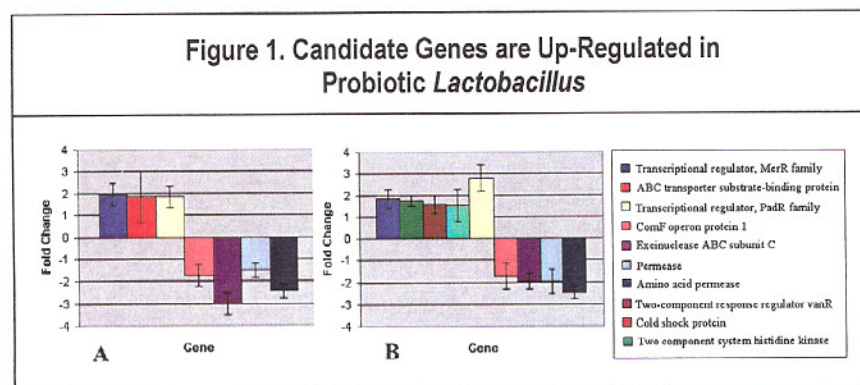 Figure 1. Candidate Genes are Up-Regulated in
Probiotic Lactobacillus
4
3
2
1
0
-1
-2
-3
-4
Fold Change
A
Gene
4
3
2
1
0
-1
-2
-3
-4
Fold Change
B
Gene
Transcriptional regulator, MerR family
ABC transporter substrate-binding protein
Transcriptional regulator, PadR family
ComF operon protein 1
Excinuclease ABC subunit C
Permease
Amino acid permease
Two-component response regulator vanR
Cold shock protein
Two component system histidine kinase